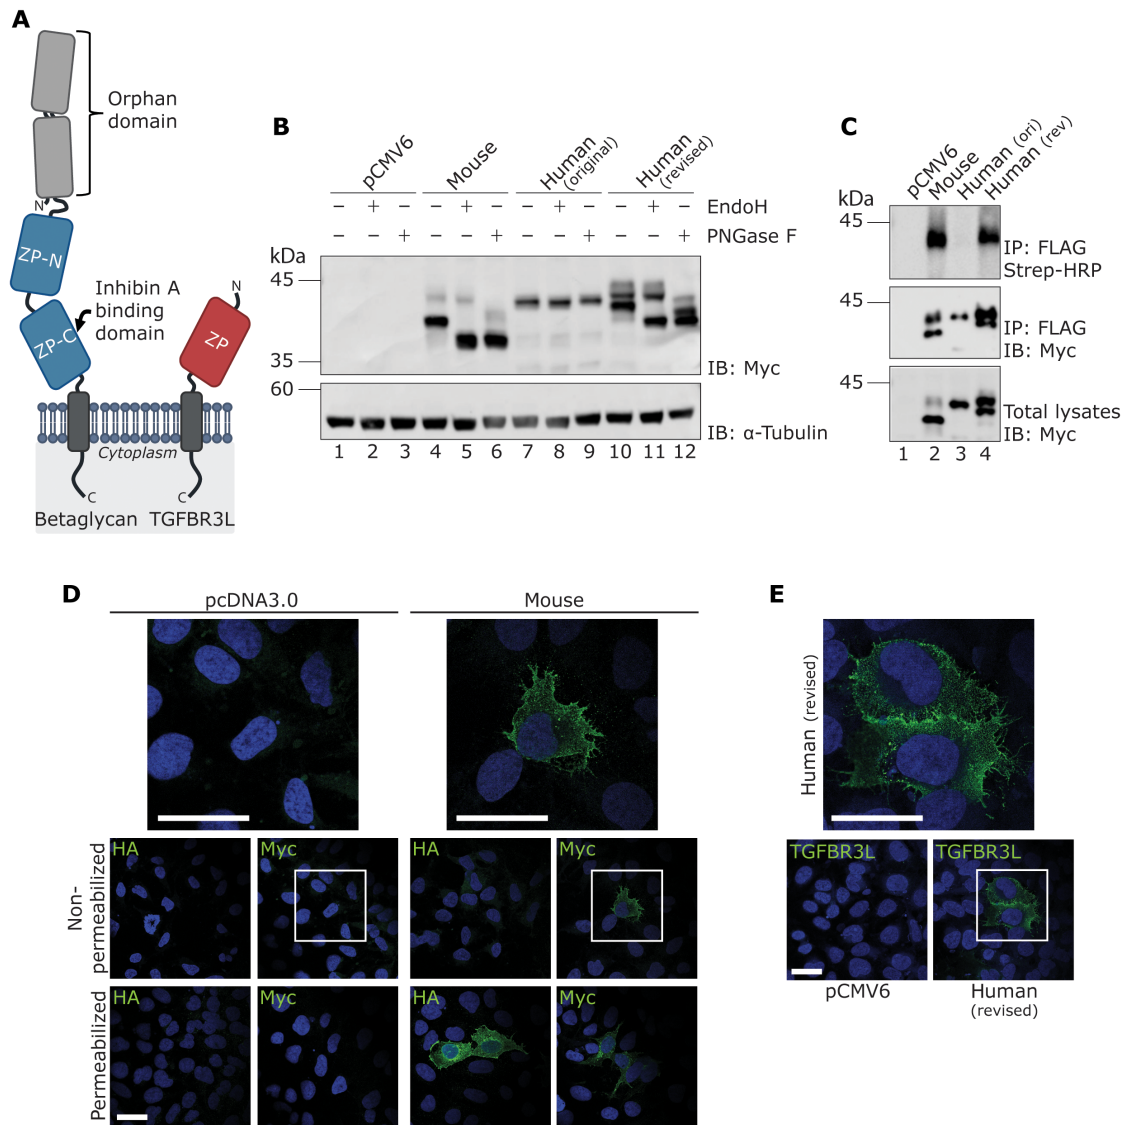 A
Orphan
domain
N
ZP-N
Inhibin A
binding
domain
ZP-C
N
ZP
Cytoplasm
C
C
Betaglycan
TGFBR3L
B
pCMV6
Mouse
Human
(original)
Human
(revised)
– + – – + – – + – – + – EndoH
– – + – – + – – + – – + PNGase F
kDa
45
35
IB: Myc
60
IB: α-Tubulin
1 2 3 4 5 6 7 8 9 10 11 12
C
pCMV6
Mouse
Human (ori)
Human (rev)
kDa
45
IP: FLAG
Strep-HRP
45
IP: FLAG
IB: Myc
45
Total lysates
IB: Myc
1 2 3 4
D
pcDNA3.0
Mouse
Non-
permeabilized
HA
Myc
HA
Myc
Permeabilized
HA
Myc
HA
Myc
E
Human (revised)
TGFBR3L
TGFBR3L
pCMV6
Human
(revised)